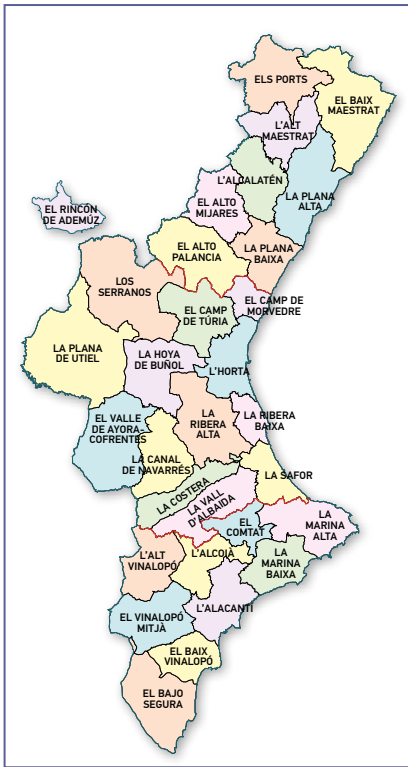 ELS PORTS
EL BAIX
MAESTRAT
L'ALT
MAESTRAT
L'ALCALATÉN
LA PLANA
ALTA
EL RINCÓN
DE ADEMÚZ
EL ALTO
MIJARES
EL ALTO
PALANCIA
LA PLANA
BAIXA
LOS
SERRANOS
EL CAMP DE
MORVEDRE
EL CAMP
DE TÚRIA
LA PLANA
DE UTIEL
LA HOYA
DE BUÑOL
L'HORTA
EL VALLE
DE AYORA-
COFRENTES
LA
RIBERA
ALTA
LA RIBERA
BAIXA
LA CANAL
DE NAVARRÉS
LA SAFOR
LA COSTERA
LA VALL
D'ALBAIDA
EL
COMTAT
LA
MARINA
ALTA
L'ALT
VINALOPÓ
L'ALCOIÀ
LA
MARINA
BAIXA
EL VINALOPÓ
MITJÀ
L'ALACANTÍ
EL BAIX
VINALOPÓ
EL BAJO
SEGURA